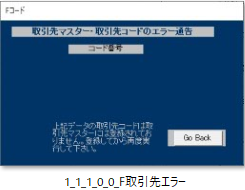 Fコード
取引先マスター・取引先コードのエラー通告
コード番号
上記データの取引先コードは取
引先マスターIDは登録されてお
りません。登録してから再度実
行して下さい。
Go Back
1_1_1_0_0_F取引先エラー